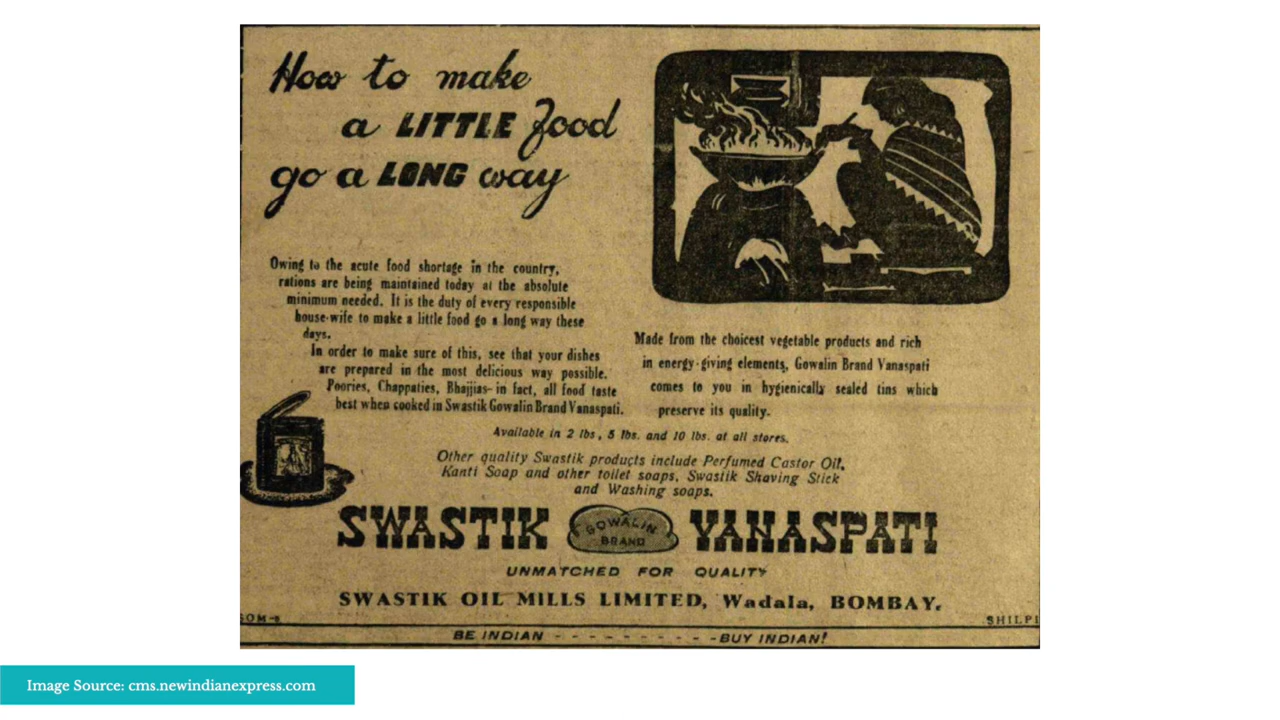 How to make
a LITTLE food
go a LONG way
Owing to the acute food shortage in the country,
rations are being maintained today at the absolute
minimum needed. It is the duty of every responsible
house-wife to make a little food go a long way these
days.
In order to make sure of this, see that your dishes
are prepared in the most delicious way possible.
Poories, Chappaties, Bhajjias- in fact, all food taste
best when cooked in Swastik Gowalin Brand Vanaspati.
Made from the choicest vegetable products and rich
in energy-giving elements, Gowalin Brand Vanaspati
comes to you in hygienically sealed tins which
preserve its quality.
Available in 2 lbs, 5 lbs. and 10 lbs. at all stores.
Other quality Swastik products include Perfumed Castor Oil,
Kanti Soap and other toilet soaps, Swastik Shaving Stick
and Washing soaps.
SWASTIK GOWALIN BRAND VANASPATI
UNMATCHED FOR QUALITY
SWASTIK OIL MILLS LIMITED, Wadala, BOMBAY.
SHILPI
BE INDIAN - - - - - - - - - - -BUY INDIAN!
Image Source: cms.newindianexpress.com